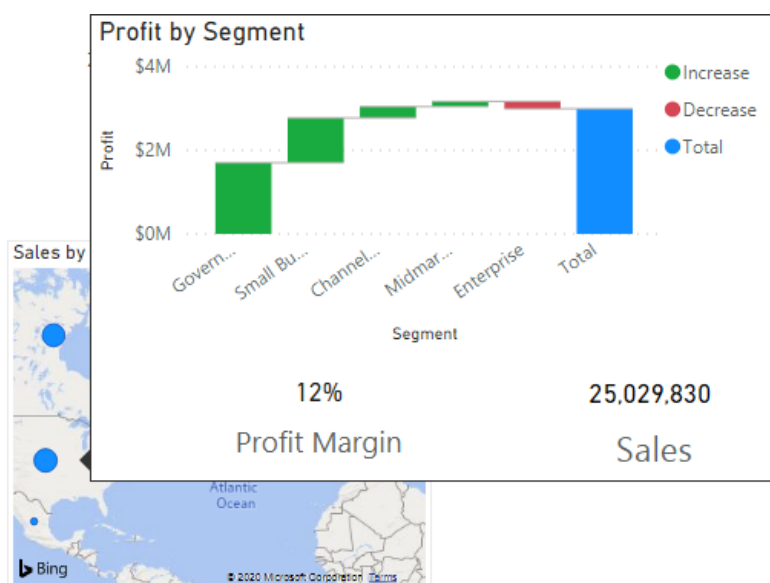 Profit by Segment
$4M
$2M
$0M
Profit
Increase
Decrease
Total
Govern...
Small Bu...
Channel...
Midmar...
Enterprise
Total
Segment
12%
Profit Margin
25,029,830
Sales
Sales by
Atlantic
Ocean
Bing
© 2020 Microsoft Corporation Terms